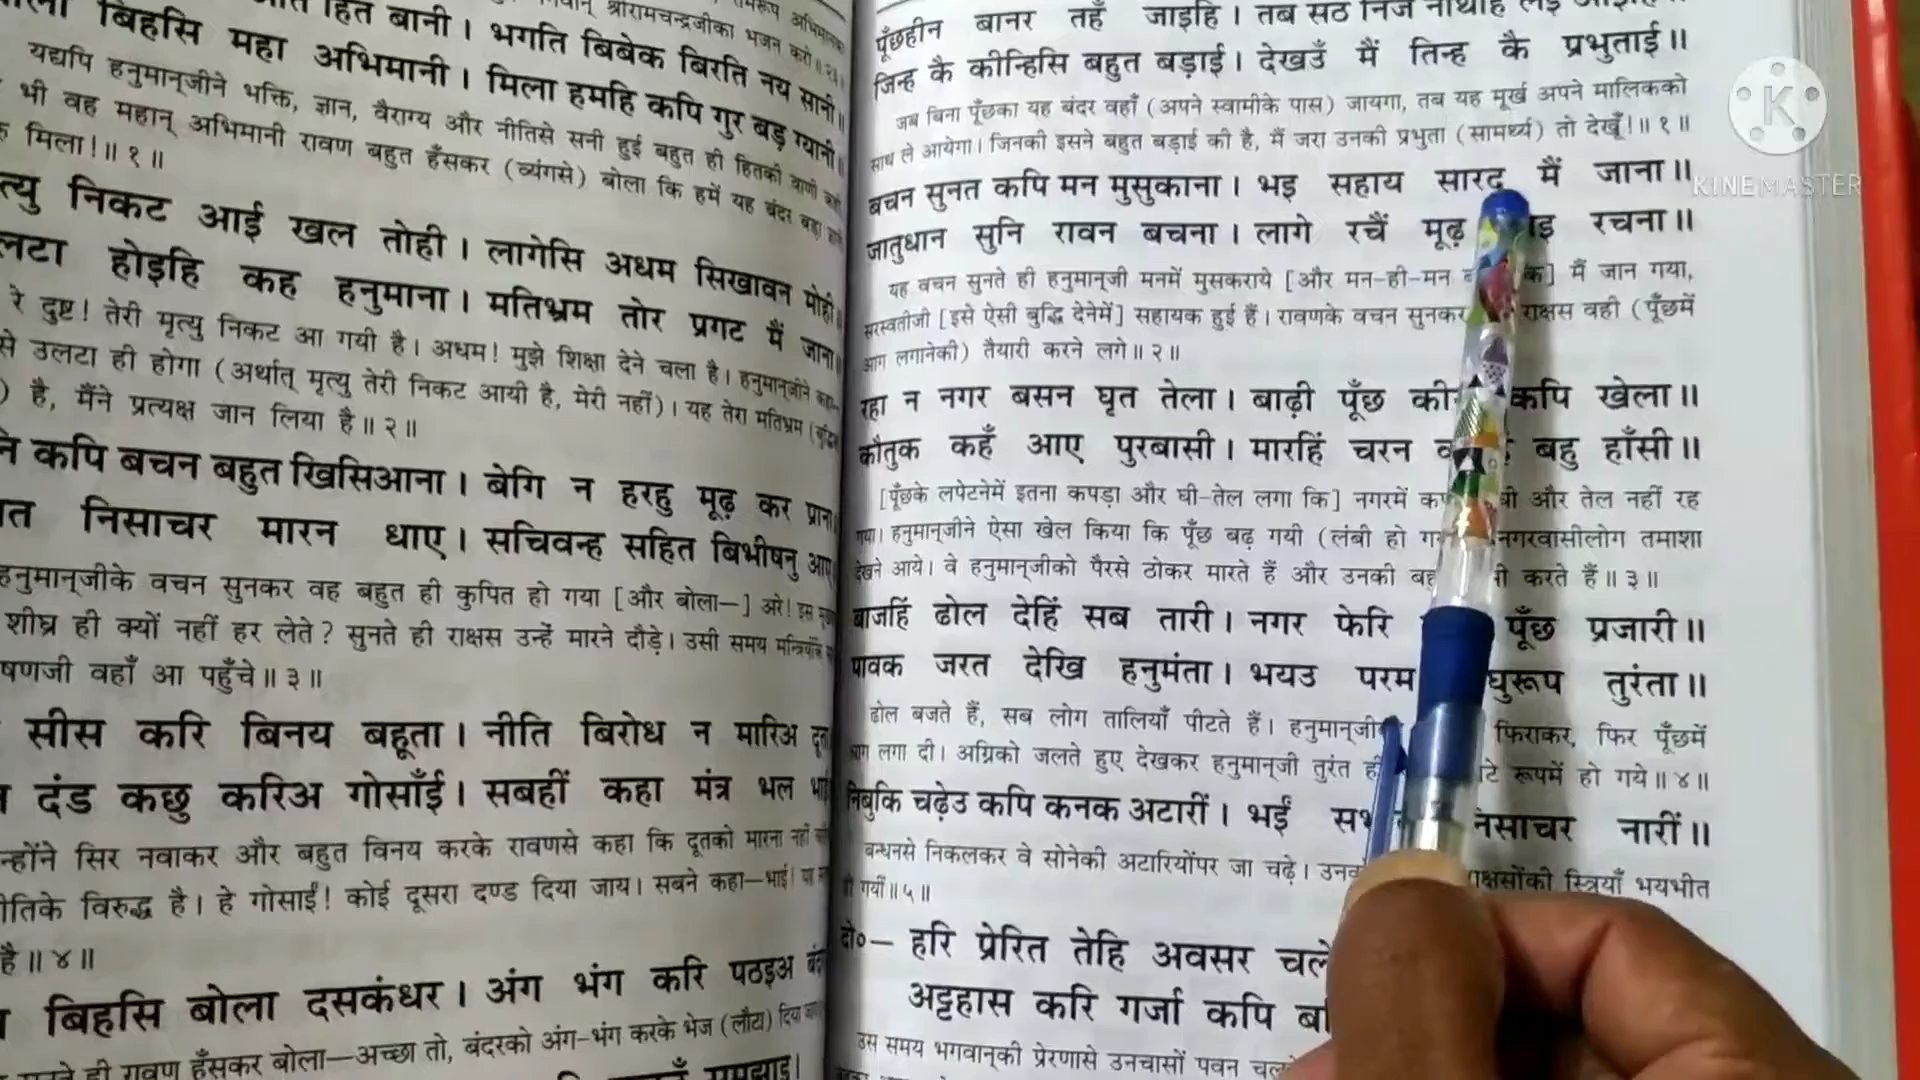 बिहसि महा अभिमानी। मिला हमहि कपि गुर बड़ ग्यानी॥
हित बानी। भगति बिबेक बिरति नय सानी॥
यद्यपि हनुमान्‌जीने भक्ति, ज्ञान, वैराग्य और नीतिसे सनी हुई बहुत ही हितकी वाणी
भी वह महान् अभिमानी रावण बहुत हँसकर (व्यंगसे) बोला कि हमें यह बंदर बड़ा
मिला!॥१॥
निकट आई खल तोही। लागेसि अधम सिखावन मोही॥
होइहि कह हनुमाना। मतिभ्रम तोर प्रगट मैं जाना॥
रे दुष्ट! तेरी मृत्यु निकट आ गयी है। अधम! मुझे शिक्षा देने चला है। हनुमान्‌जीने
से उलटा ही होगा (अर्थात् मृत्यु तेरी निकट आयी है, मेरी नहीं)। यह तेरा मतिभ्रम
है, मैंने प्रत्यक्ष जान लिया है॥२॥
कपि बचन बहुत खिसिआना। बेगि न हरहु मूढ़ कर प्राना॥
निसाचर मारन धाए। सचिवन्ह सहित बिभीषनु आए
हनुमान्‌जीके वचन सुनकर वह बहुत ही कुपित हो गया [और बोला—] अरे! इस
शीघ्र ही क्यों नहीं हर लेते? सुनते ही राक्षस उन्हें मारने दौड़े। उसी समय मन्त्रियोंके
वहाँ आ पहुँचे॥३॥
सीस करि बिनय बहूता। नीति बिरोध न मारिअ
दंड कछु करिअ गोसाँई। सबहीं कहा मंत्र भल
सिर नवाकर और बहुत विनय करके रावणसे कहा कि दूतको मारना नहीं
विरुद्ध है। हे गोसाईं! कोई दूसरा दण्ड दिया जाय। सबने कहा—भाई!
है॥४॥
बिहसि बोला दसकंधर। अंग भंग करि पठइअ
ही रावण हँसकर बोला—अच्छा तो, बंदरको अंग-भंग करके भेज (लौटा) दिया
पूँछहीन बानर तहँ जाइहि। तब सठ निज
जिन्ह कै कीन्हिसि बहुत बड़ाई। देखउँ मैं तिन्ह कै प्रभुताई॥
जब बिना पूँछका यह बंदर वहाँ (अपने स्वामीके पास) जायगा, तब यह मूर्ख अपने मालिकको
साथ ले आयेगा। जिनकी इसने बहुत बड़ाई की है, मैं जरा उनकी प्रभुता (सामर्थ्य) तो देखूँ!॥१॥
KINEMASTER
बचन सुनत कपि मन मुसुकाना। भइ सहाय सारद मैं जाना॥
जातुधान सुनि रावन बचना। लागे रचैं मूढ़ रचना॥
यह वचन सुनते ही हनुमान्‌जी मनमें मुसकराये [और मन-ही-मन मैं जान गया,
सरस्वतीजी [इसे ऐसी बुद्धि देनेमें] सहायक हुई हैं। रावणके वचन सुनकर राक्षस वही (पूँछमें
आग लगानेकी) तैयारी करने लगे॥२॥
रहा न नगर बसन घृत तेला। बाढ़ी पूँछ कपि खेला॥
कौतुक कहँ आए पुरबासी। मारहिं चरन बहु हाँसी॥
[पूँछके लपेटनेमें इतना कपड़ा और घी-तेल लगा कि] नगरमें और तेल नहीं रह
गया। हनुमान्‌जीने ऐसा खेल किया कि पूँछ बढ़ गयी (लंबी हो नगरवासीलोग तमाशा
देखने आये। वे हनुमान्‌जीको पैरसे ठोकर मारते हैं और उनकी करते हैं॥३॥
बाजहिं ढोल देहिं सब तारी। नगर फेरि पूँछ प्रजारी॥
पावक जरत देखि हनुमंता। भयउ परम तुरंता॥
ढोल बजते हैं, सब लोग तालियाँ पीटते हैं। फिराकर, फिर पूँछमें
आग लगा दी। अग्निको जलते हुए देखकर हनुमान्‌जी तुरंत रूपमें हो गये॥४॥
निबुकि चढ़ेउ कपि कनक अटारीं। भईं नारीं॥
बन्धनसे निकलकर वे सोनेकी अटारियोंपर जा चढ़े। स्त्रियाँ भयभीत
गयीं॥५॥
दो०— हरि प्रेरित तेहि अवसर
अट्टहास करि गर्जा कपि
उस समय भगवान्‌की प्रेरणासे उनचासों पवन